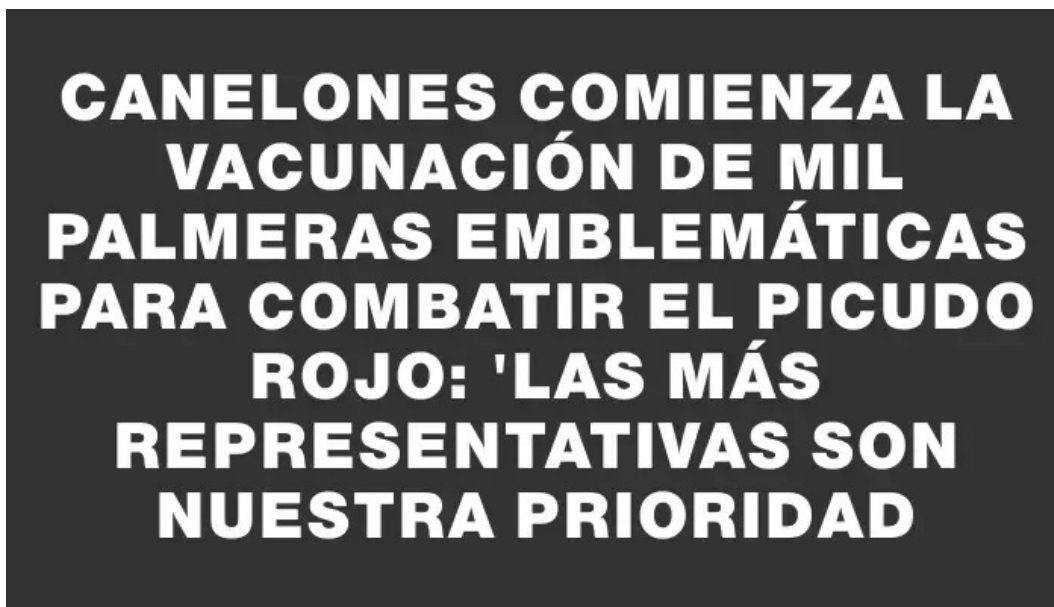 CANELONES COMIENZA LA
VACUNACIÓN DE MIL
PALMERAS EMBLEMÁTICAS
PARA COMBATIR EL PICUDO
ROJO: 'LAS MÁS
REPRESENTATIVAS SON
NUESTRA PRIORIDAD